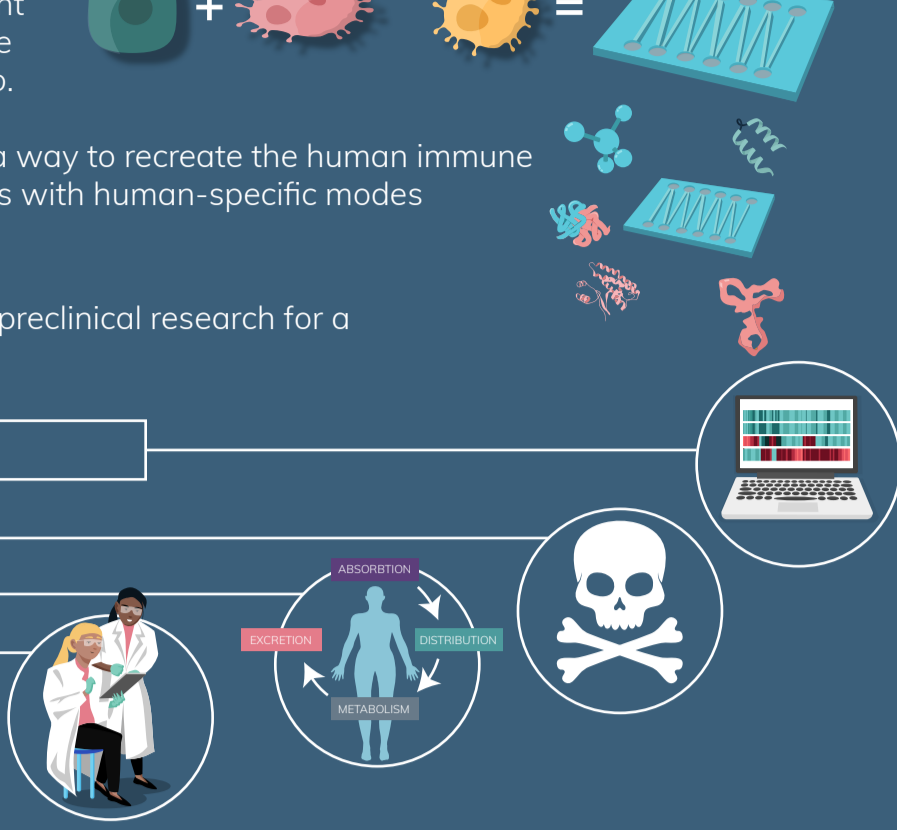 nt
e
o.
a way to recreate the human immune
s with human-specific modes
preclinical research for a
ABSORBTION
EXCRETION
DISTRIBUTION
METABOLISM